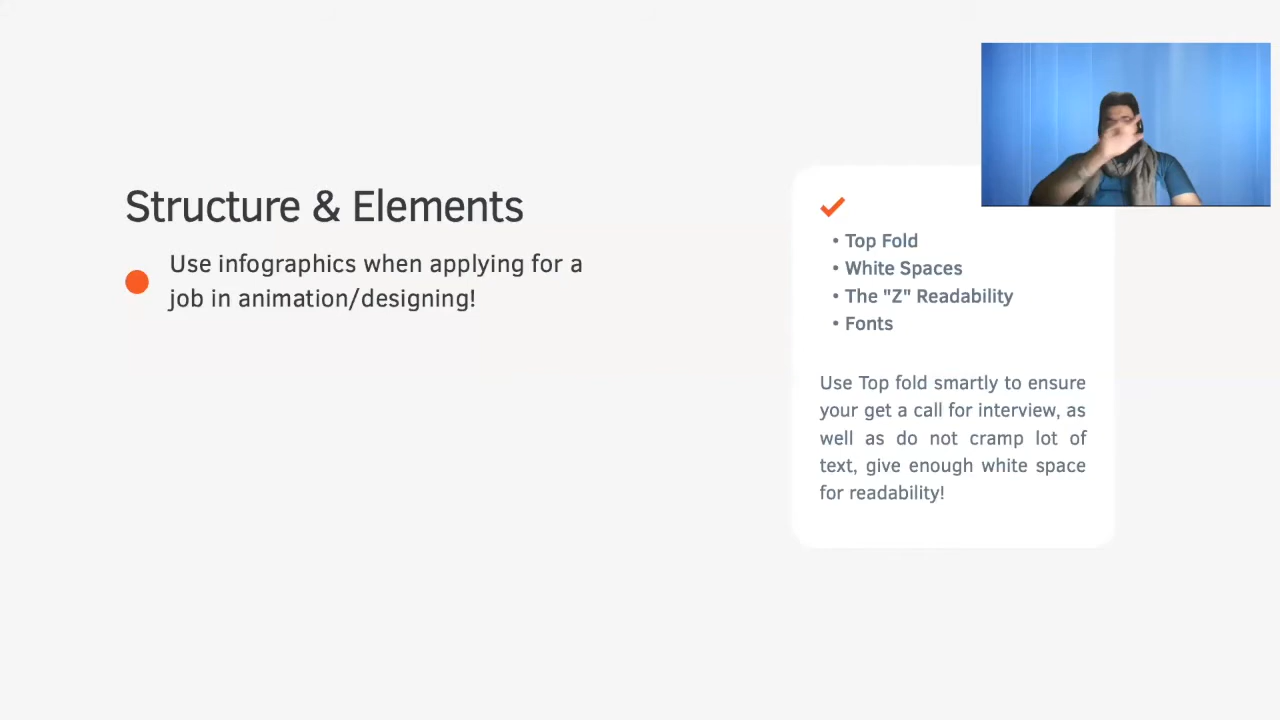 Structure & Elements
Use infographics when applying for a
job in animation/designing!
• Top Fold
• White Spaces
• The "Z" Readability
• Fonts
Use Top fold smartly to ensure
your get a call for interview, as
well as do not cramp lot of
text, give enough white space
for readability!